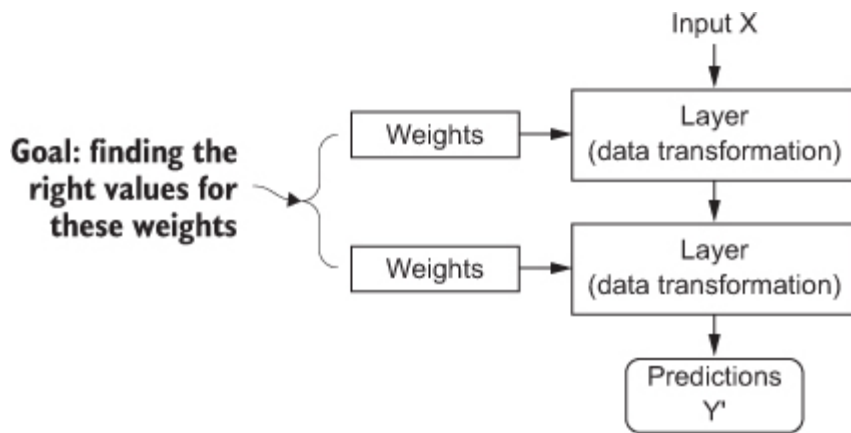 Input X
Weights
Layer
(data transformation)
Goal: finding the
right values for
these weights
Weights
Layer
(data transformation)
Predictions
Y'